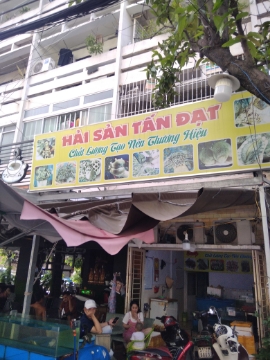 HẢI SẢN TẤN ĐẠT
Chất Lượng Tạo Nên Thương Hiệu